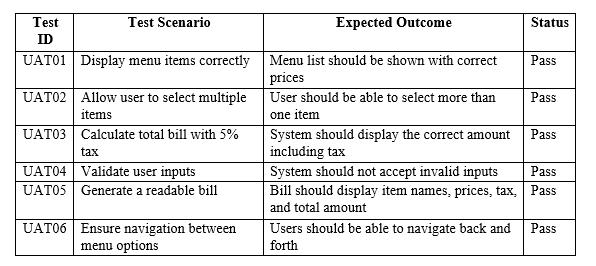 Test ID Test Scenario Expected Outcome Status
UAT01 Display menu items correctly Menu list should be shown with correct prices Pass
UAT02 Allow user to select multiple items User should be able to select more than one item Pass
UAT03 Calculate total bill with 5% tax System should display the correct amount including tax Pass
UAT04 Validate user inputs System should not accept invalid inputs Pass
UAT05 Generate a readable bill Bill should display item names, prices, tax, and total amount Pass
UAT06 Ensure navigation between menu options Users should be able to navigate back and forth Pass